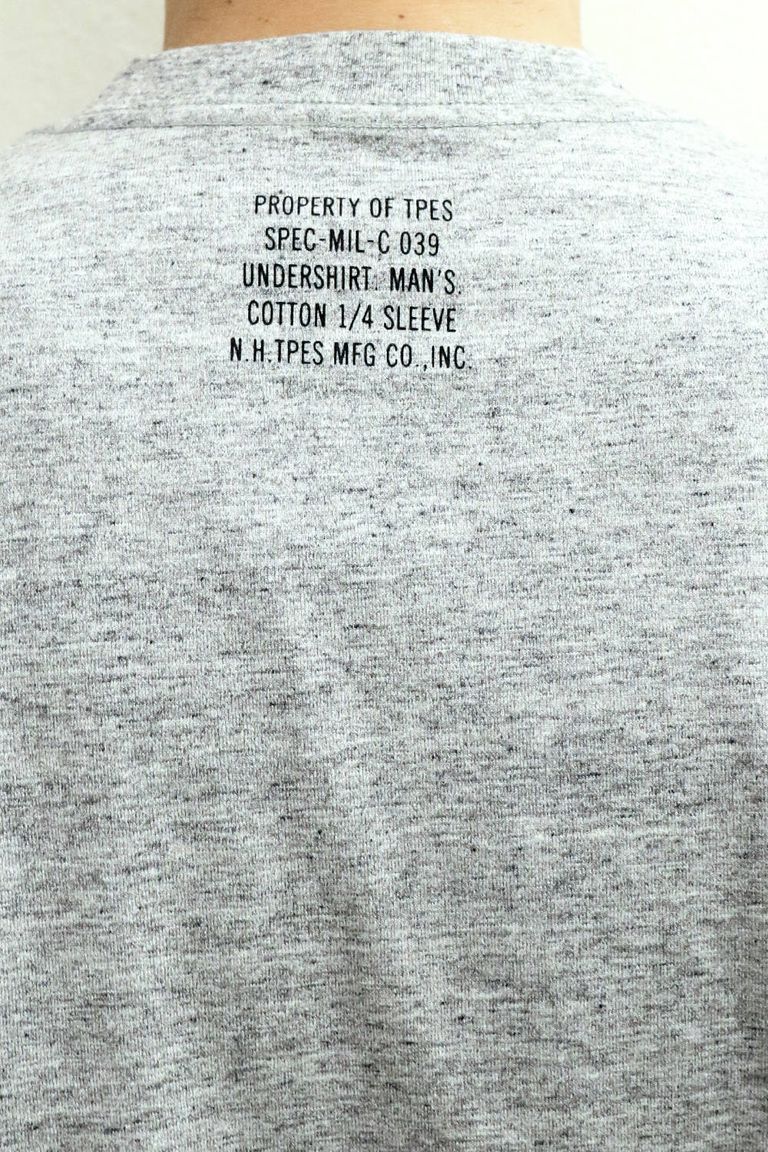 PROPERTY OF TPES
SPEC-MIL-C 039
UNDERSHIRT: MAN'S.
COTTON 1/4 SLEEVE
N.H.TPES MFG CO.,INC.